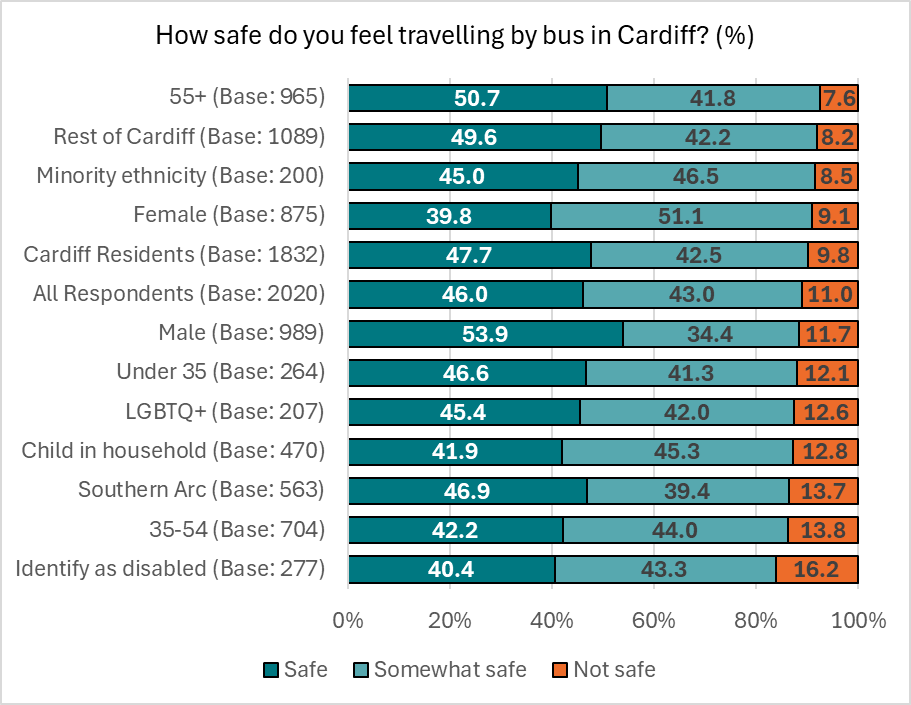 How safe do you feel travelling by bus in Cardiff? (%)
55+ (Base: 965) 50.7 41.8 7.6
Rest of Cardiff (Base: 1089) 49.6 42.2 8.2
Minority ethnicity (Base: 200) 45.0 46.5 8.5
Female (Base: 875) 39.8 51.1 9.1
Cardiff Residents (Base: 1832) 47.7 42.5 9.8
All Respondents (Base: 2020) 46.0 43.0 11.0
Male (Base: 989) 53.9 34.4 11.7
Under 35 (Base: 264) 46.6 41.3 12.1
LGBTQ+ (Base: 207) 45.4 42.0 12.6
Child in household (Base: 470) 41.9 45.3 12.8
Southern Arc (Base: 563) 46.9 39.4 13.7
35-54 (Base: 704) 42.2 44.0 13.8
Identify as disabled (Base: 277) 40.4 43.3 16.2
0% 20% 40% 60% 80% 100%
Safe Somewhat safe Not safe